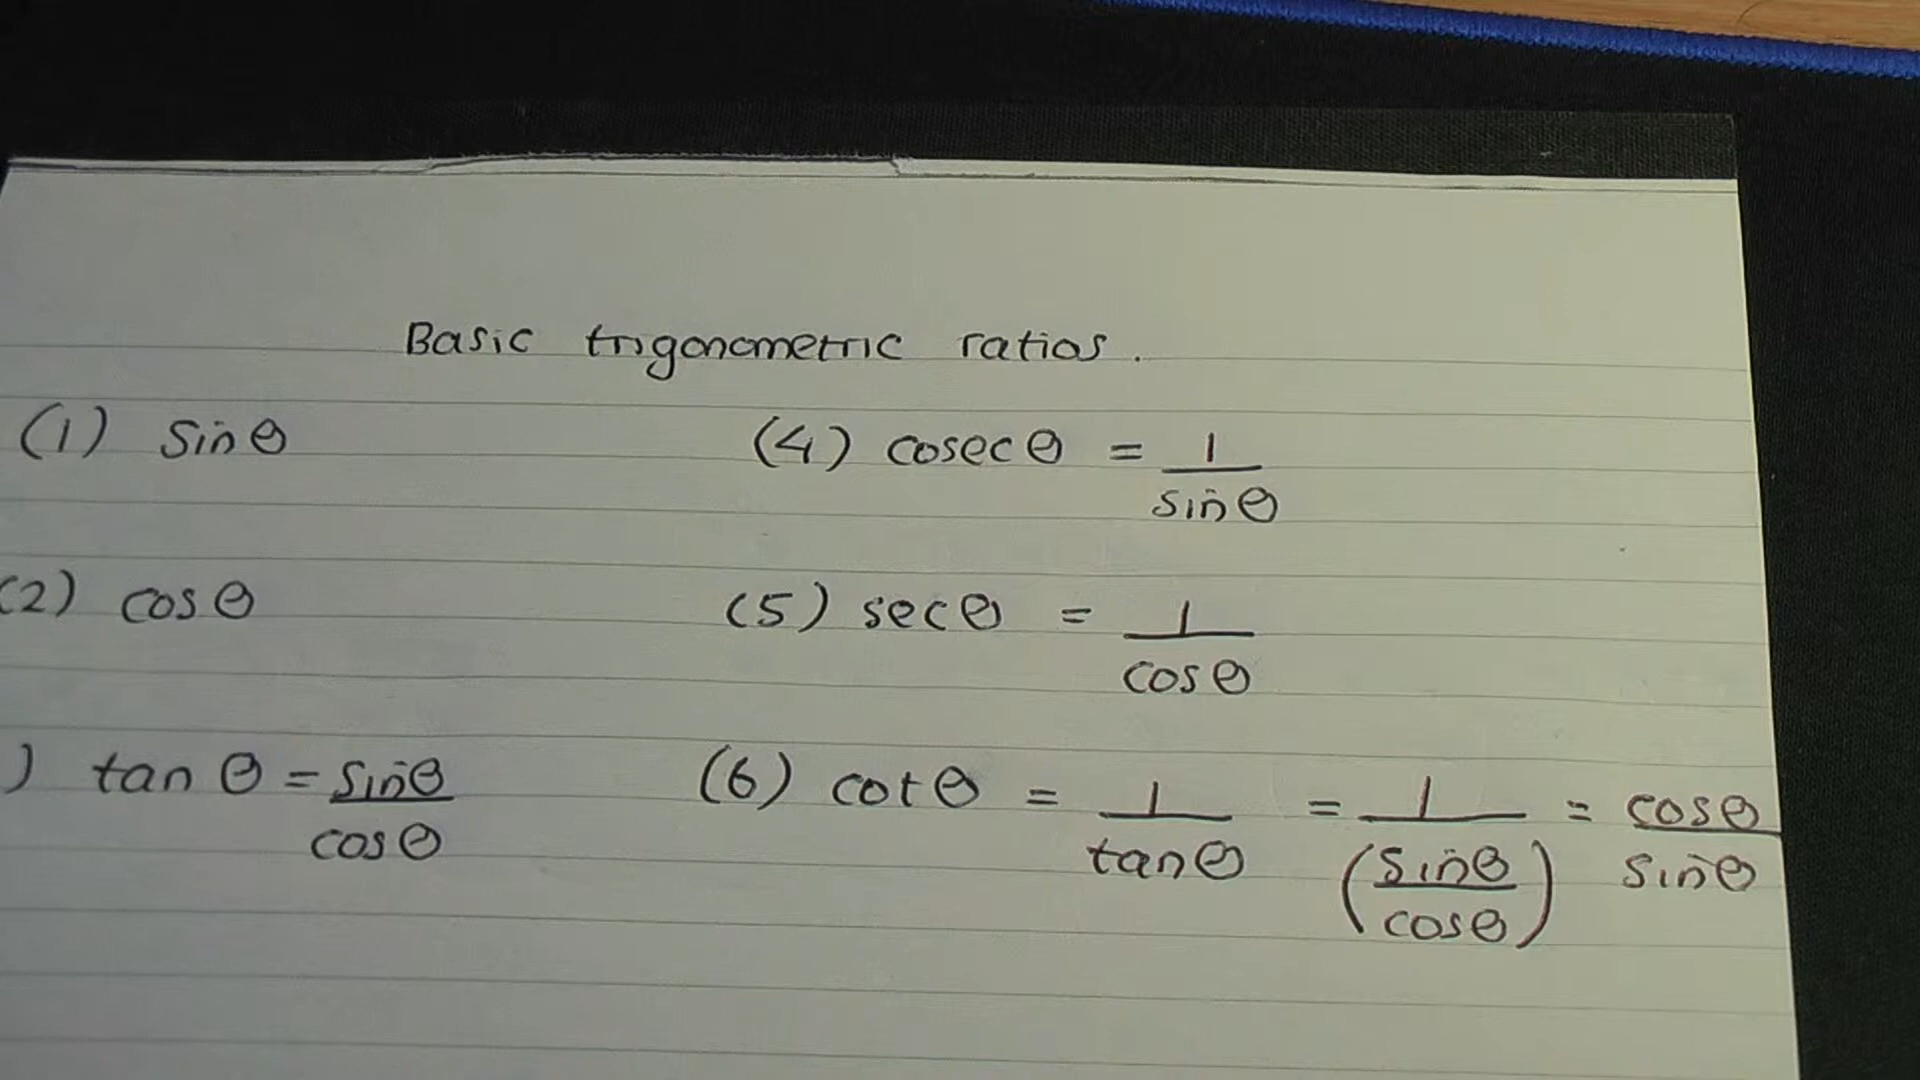 Basic trigonometric ratios.
(1) sinθ (4) cosecθ = 1/sinθ
(2) cosθ (5) secθ = 1/cosθ
) tanθ = sinθ/cosθ (6) cotθ = 1/tanθ = 1/(sinθ/cosθ) = cosθ/sinθ